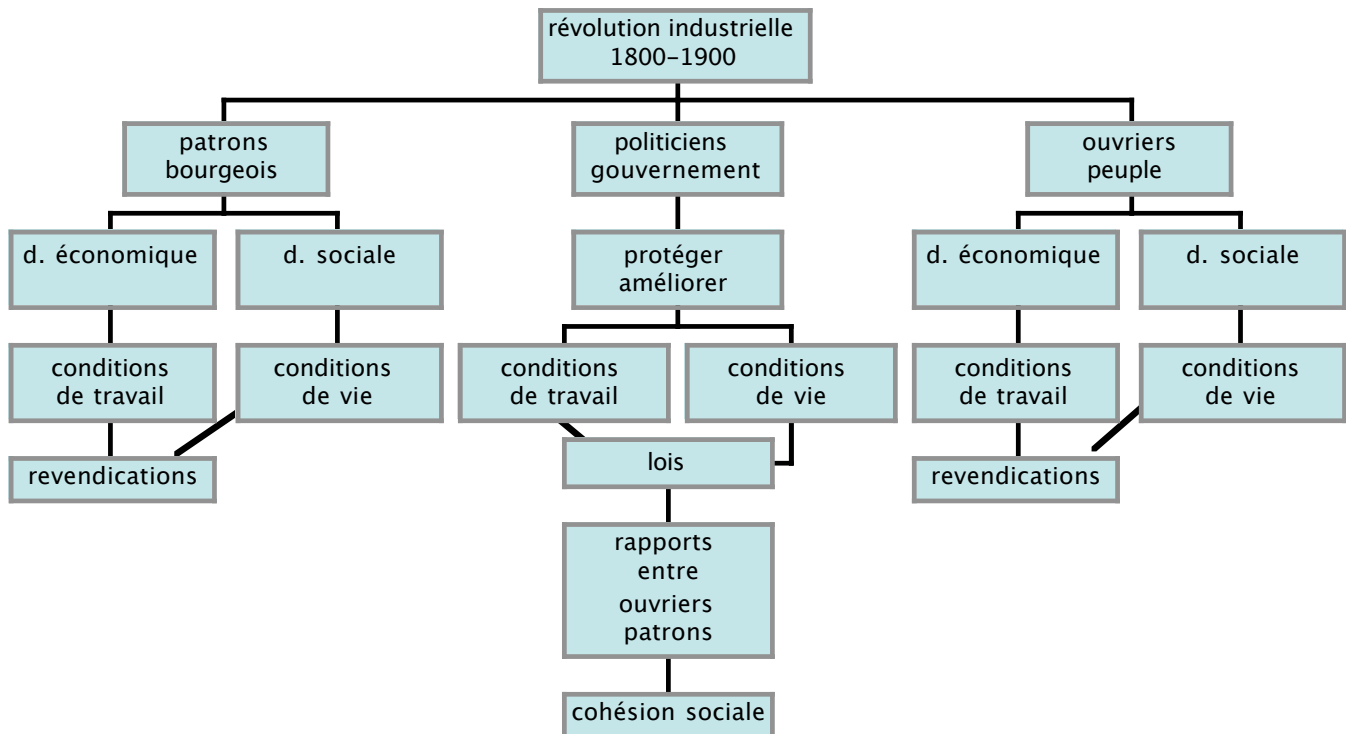 révolution industrielle
1800-1900
patrons
bourgeois
politiciens
gouvernement
ouvriers
peuple
d. économique
d. sociale
protéger
améliorer
d. économique
d. sociale
conditions
de travail
conditions
de vie
conditions
de travail
conditions
de vie
conditions
de travail
conditions
de vie
revendications
lois
revendications
rapports
entre
ouvriers
patrons
cohésion sociale